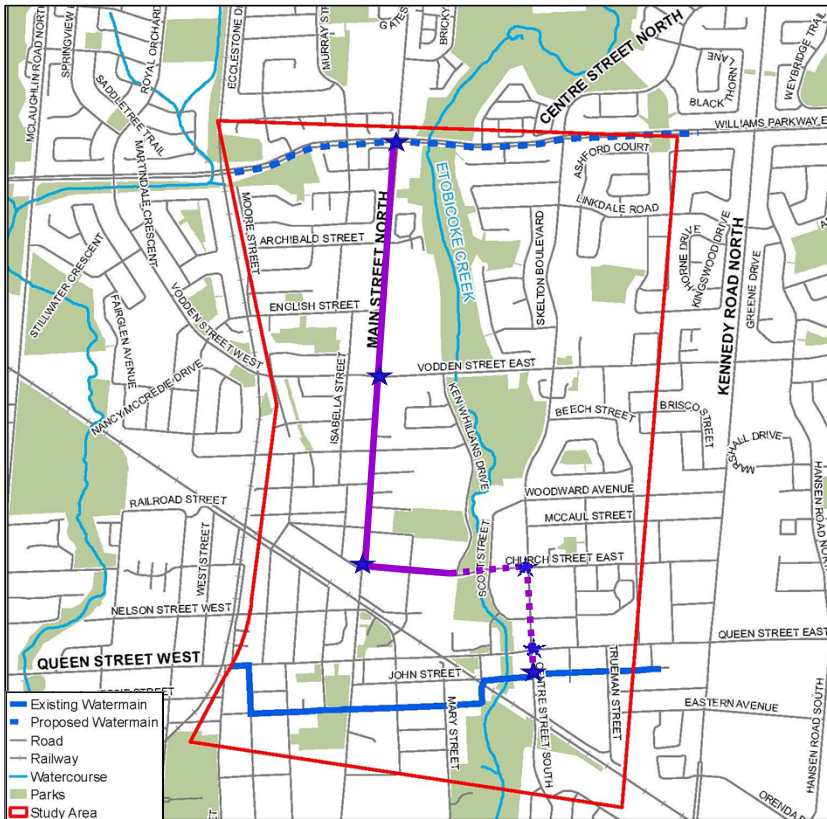 MCLAUGHLIN ROAD NORTH
SPRINGVIEW
ROYAL ORCHARD
SADDLETREE TRAIL
ECCLESTONE D
MURRAY ST
GATES
BRICKY
CENTRE STREET NORTH
LANE
THORN
BLACK
WEYBRIDGE TRAIL
WILLIAMS PARKWAY E
MARTINDALE CRESCENT
MOORE STREET
ASHFORD COURT
ETOBICOKE CREEK
LINKDALE ROAD
ARCHIBALD STREET
SKELTON BOULEVARD
HORNE DRIVE
KINGSWOOD DRIVE
GREENE DRIVE
STILLWATER CRESCENT
FAIRGLEN AVENUE
VODDEN STREET WEST
ENGLISH STREET
MAIN STREET NORTH
KENNEDY ROAD NORTH
NANCY MCCREDIE DRIVE
ISABELLA STREET
VODDEN STREET EAST
KEN WHILLANS DRIVE
BEECH STREET
BRISCO STREET
MARSHALL DRIVE
HANSEN ROAD NOR
RAILROAD STREET
WOODWARD AVENUE
MCCAUL STREET
WEST STREET
SCOTT STREET
CHURCH STREET EAST
NELSON STREET WEST
QUEEN STREET EAST
QUEEN STREET WEST
JOHN STREET
TRUEMAN STREET
MARY STREET
CENTRE STREET SOUTH
EASTERN AVENUE
HANSEN ROAD SOUTH
ORENDA
Existing Watermain
Proposed Watermain
Road
Railway
Watercourse
Parks
Study Area